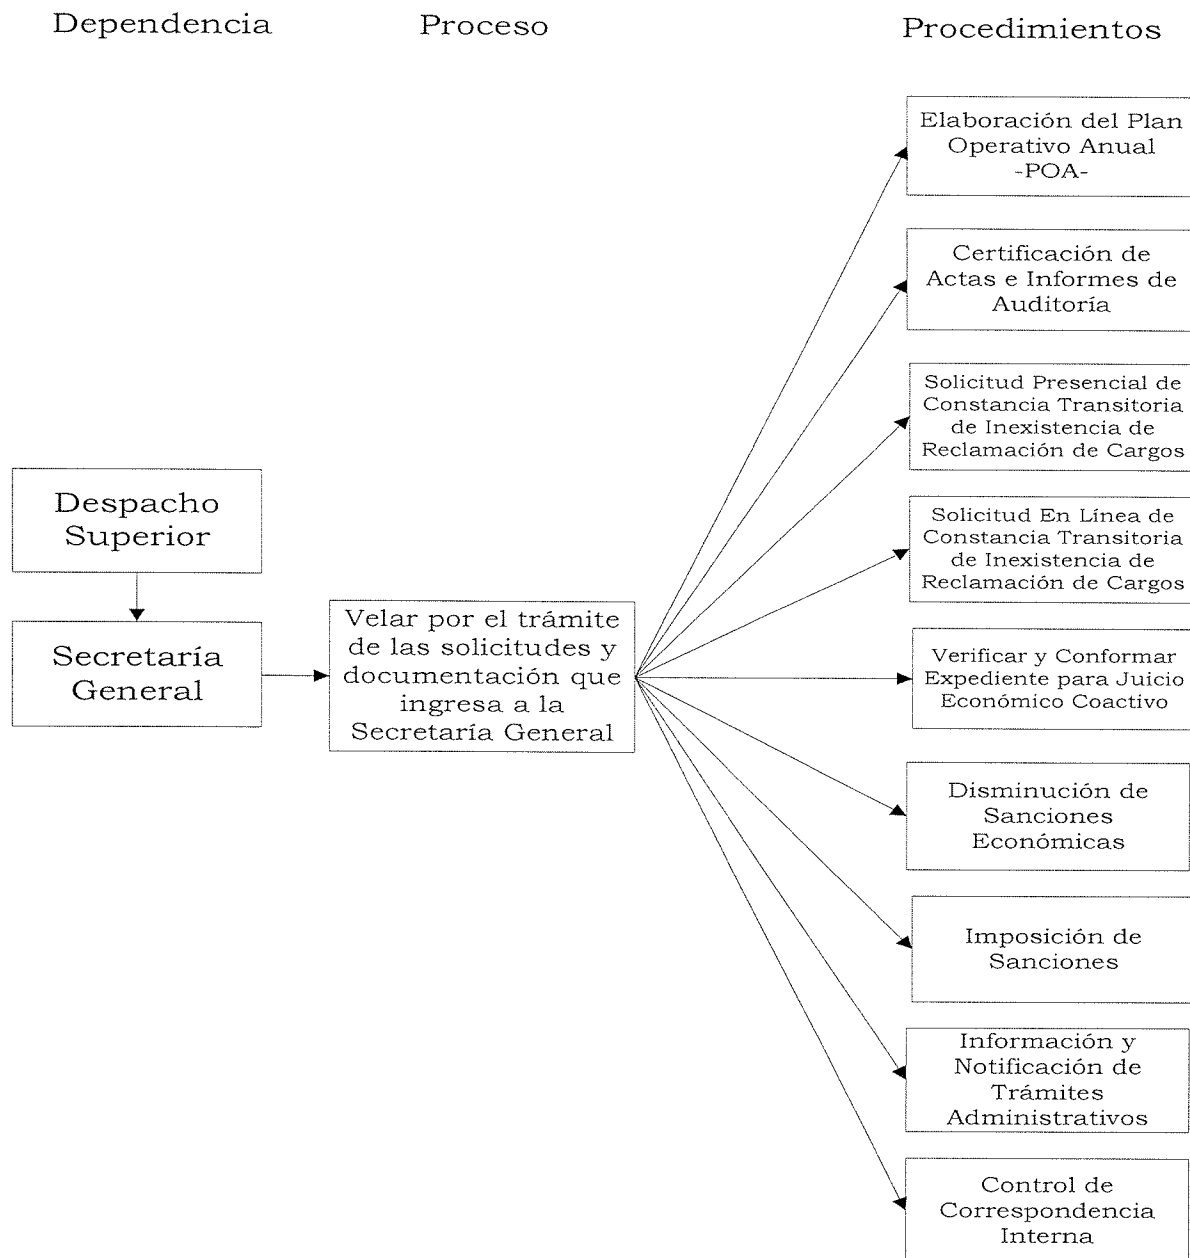 Dependencia
Proceso
Procedimientos
Despacho
Superior
Secretaría
General
Velar por el trámite
de las solicitudes y
documentación que
ingresa a la
Secretaría General
Elaboración del Plan
Operativo Anual
-POA-
Certificación de
Actas e Informes de
Auditoría
Solicitud Presencial de
Constancia Transitoria
de Inexistencia de
Reclamación de Cargos
Solicitud En Línea de
Constancia Transitoria
de Inexistencia de
Reclamación de Cargos
Verificar y Conformar
Expediente para Juicio
Económico Coactivo
Disminución de
Sanciones
Económicas
Imposición de
Sanciones
Información y
Notificación de
Trámites
Administrativos
Control de
Correspondencia
Interna